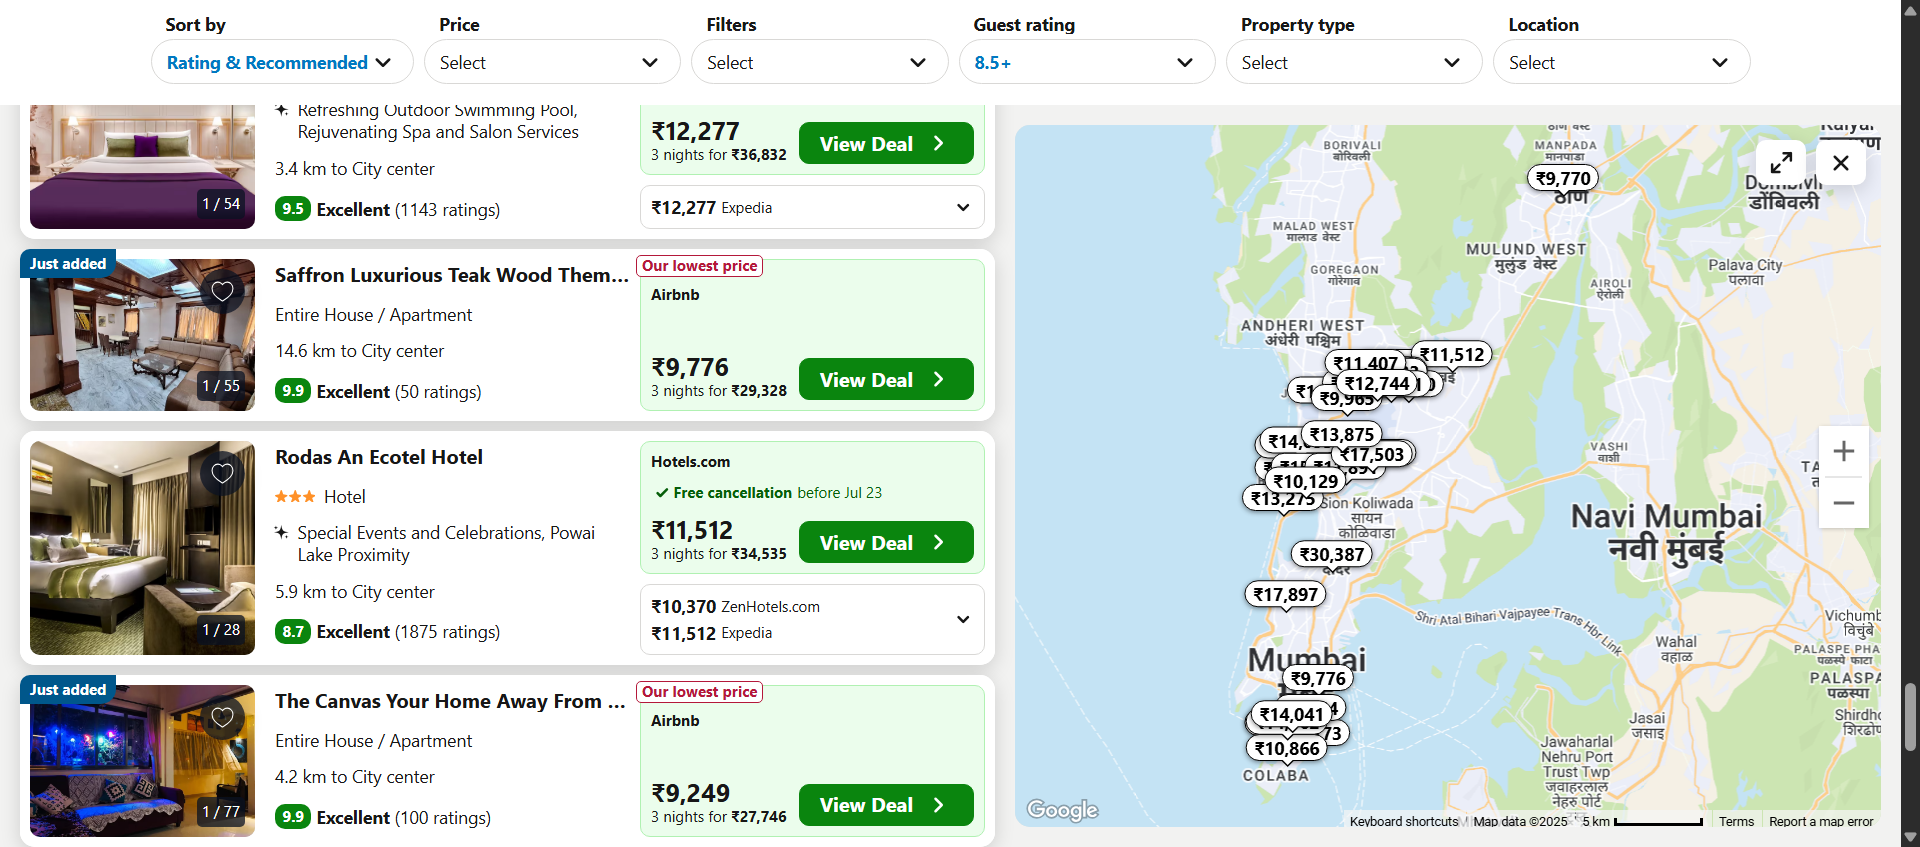 Sort by
Rating & Recommended
Price
Select
Filters
Select
Guest rating
8.5+
Property type
Select
Location
Select
Refreshing Outdoor Swimming Pool,
Rejuvenating Spa and Salon Services
3.4 km to City center
9.5 Excellent (1143 ratings)
1 / 54
₹12,277
3 nights for ₹36,832
View Deal
₹12,277 Expedia
Just added
1 / 55
Saffron Luxurious Teak Wood Them...
Entire House / Apartment
14.6 km to City center
9.9 Excellent (50 ratings)
Our lowest price
Airbnb
₹9,776
3 nights for ₹29,328
View Deal
1 / 28
Rodas An Ecotel Hotel
Hotel
Special Events and Celebrations, Powai
Lake Proximity
5.9 km to City center
8.7 Excellent (1875 ratings)
Hotels.com
Free cancellation before Jul 23
₹11,512
3 nights for ₹34,535
View Deal
₹10,370 ZenHotels.com
₹11,512 Expedia
Just added
1 / 77
The Canvas Your Home Away From ...
Entire House / Apartment
4.2 km to City center
9.9 Excellent (100 ratings)
Our lowest price
Airbnb
₹9,249
3 nights for ₹27,746
View Deal
BORIVALI
बोरिवली
MANPADA
मानपाडा
₹9,770
ठाणे
डोंबिवली
MALAD WEST
मालाड वेस्ट
MULUND WEST
मुलुंड वेस्ट
GOREGAON
गोरेगाव
AIROLI
ऐरोली
Palava City
पलावा
ANDHERI WEST
अंधेरी पश्चिम
₹11,407
₹11,512
₹12,744
₹9,965
₹13,875
₹17,503
₹10,129
₹13,275
VASHI
वाशी
Sion Koliwada
सायन
कोळिवाडा
Navi Mumbai
नवी मुंबई
₹30,387
दादर
₹17,897
Shri Atal Bihari Vajpayee Trans Hbr Link
Wahal
वहाळ
Mumbai
₹9,776
₹14,041
₹10,866
COLABA
Jasai
जसाई
Jawaharlal
Nehru Port
Trust Twp
जवाहरलाल
नेहरु पोर्ट
पळस्पे फाटा
पळस्पा
Google
Keyboard shortcuts
Map data ©2025
5 km
Terms
Report a map error